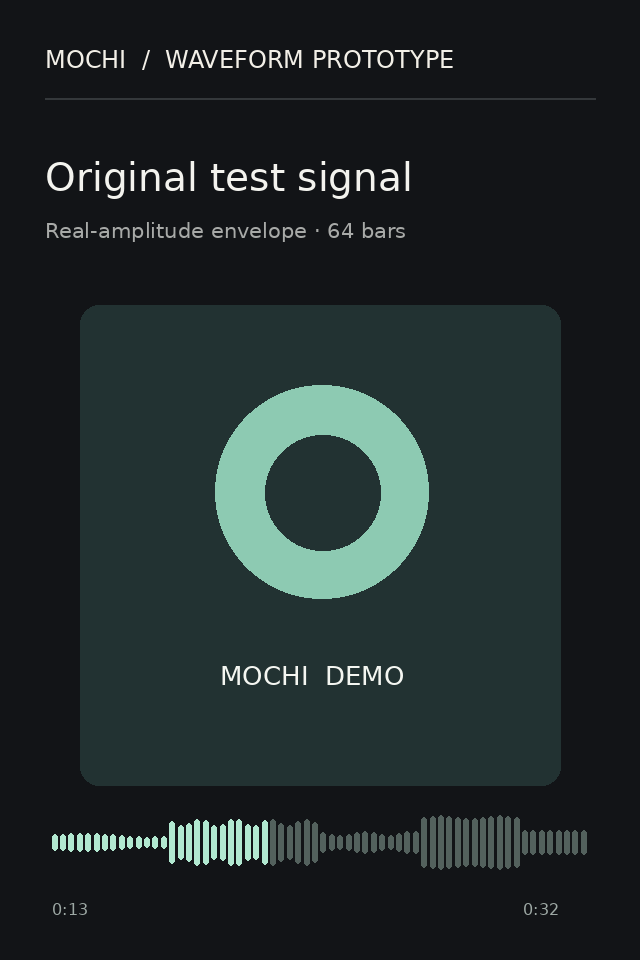 MOCHI / WAVEFORM PROTOTYPE
Original test signal
Real-amplitude envelope · 64 bars
MOCHI DEMO
0:13 0:32